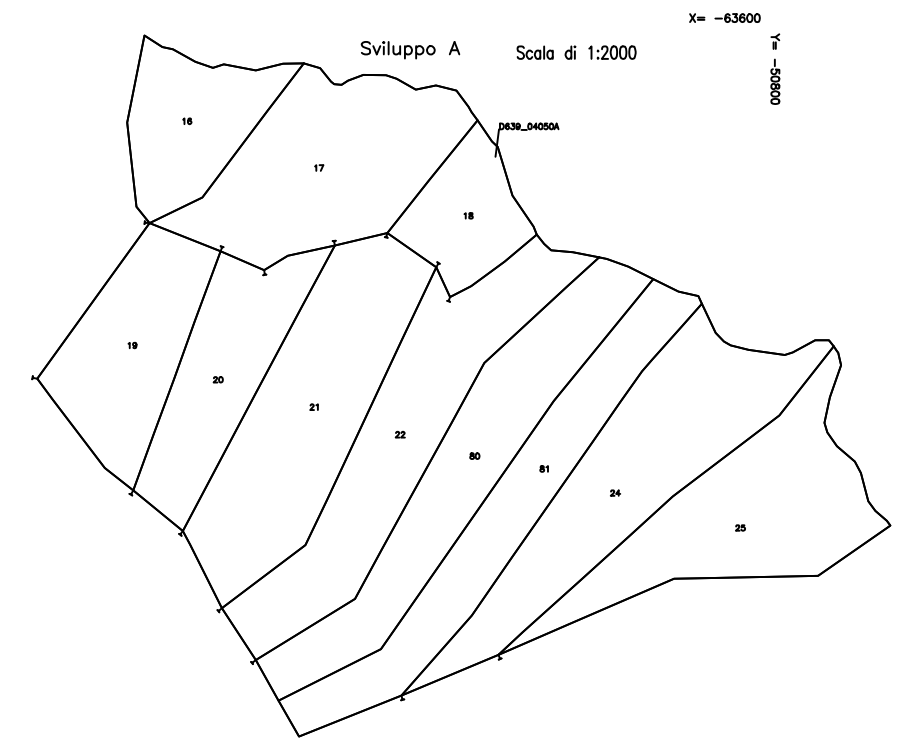 X= -63600
Y= -50800
Sviluppo A
Scala di 1:2000
16
D639_04050A
17
18
19
20
21
22
80
81
24
25